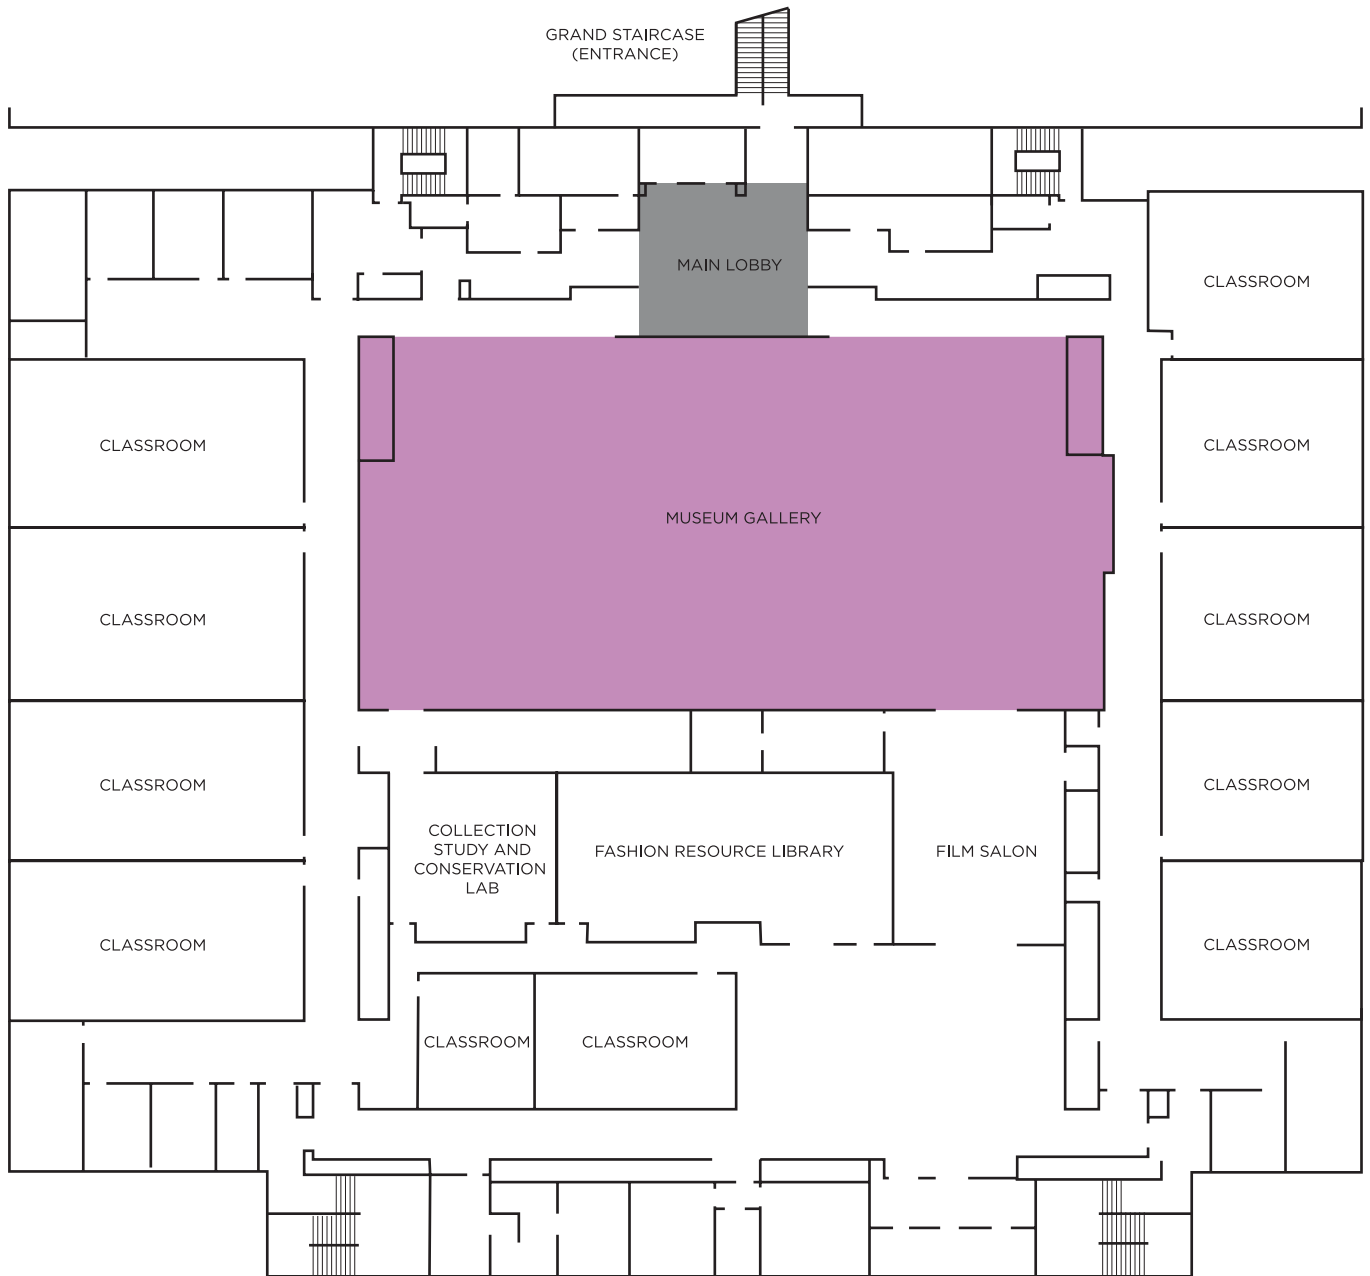 GRAND STAIRCASE
(ENTRANCE)
MAIN LOBBY
CLASSROOM
CLASSROOM
CLASSROOM
MUSEUM GALLERY
CLASSROOM
CLASSROOM
CLASSROOM
CLASSROOM
COLLECTION
STUDY AND
CONSERVATION
LAB
FASHION RESOURCE LIBRARY
FILM SALON
CLASSROOM
CLASSROOM
CLASSROOM
CLASSROOM